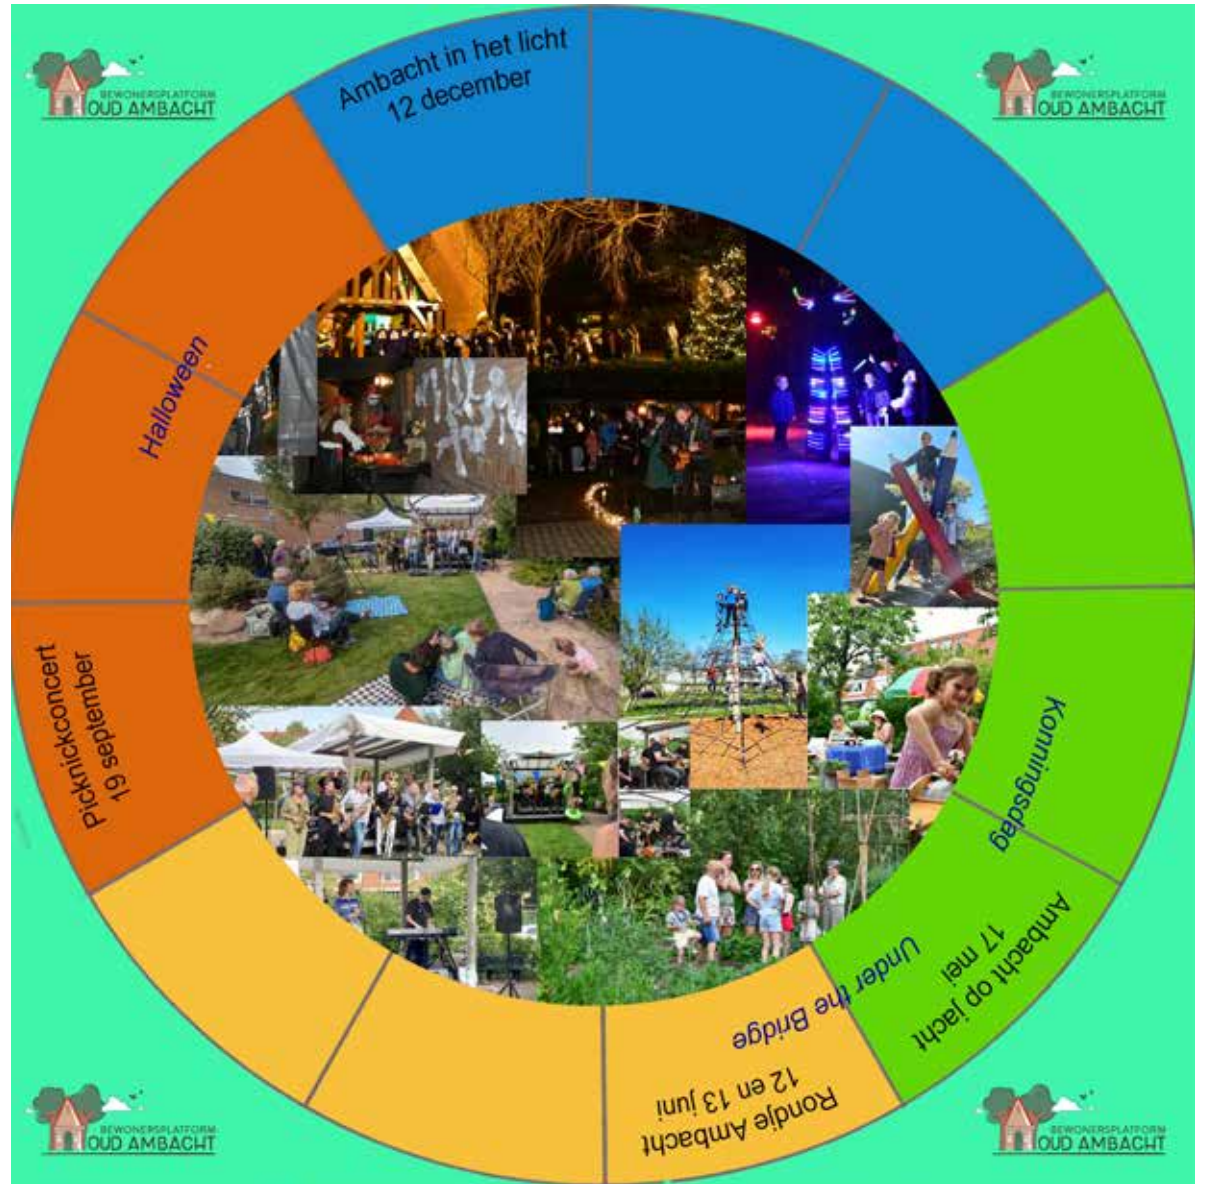 BEWONERSPLATFORM
OUD AMBACHT
BEWONERSPLATFORM
OUD AMBACHT
Ambacht in het licht
12 december
Konningsdag
Ambacht op jacht
17 mei
Under the Bridge
Rondje Ambacht
12 en 13 juni
Picknickconcert
19 september
Halloween
BEWONERSPLATFORM
OUD AMBACHT
BEWONERSPLATFORM
OUD AMBACHT